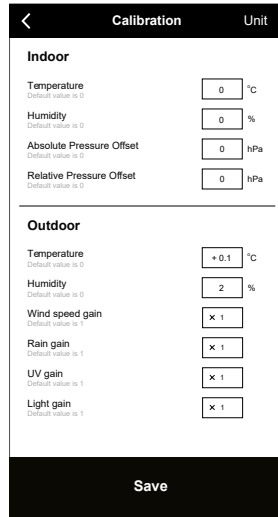 Calibration Unit
Indoor
Temperature 0 °C
Default value is 0
Humidity 0 %
Default value is 0
Absolute Pressure Offset 0 hPa
Default value is 0
Relative Pressure Offset 0 hPa
Default value is 0
Outdoor
Temperature + 0.1 °C
Default value is 0
Humidity 2 %
Default value is 0
Wind speed gain × 1
Default value is 1
Rain gain × 1
Default value is 1
UV gain × 1
Default value is 1
Light gain × 1
Default value is 1
Save